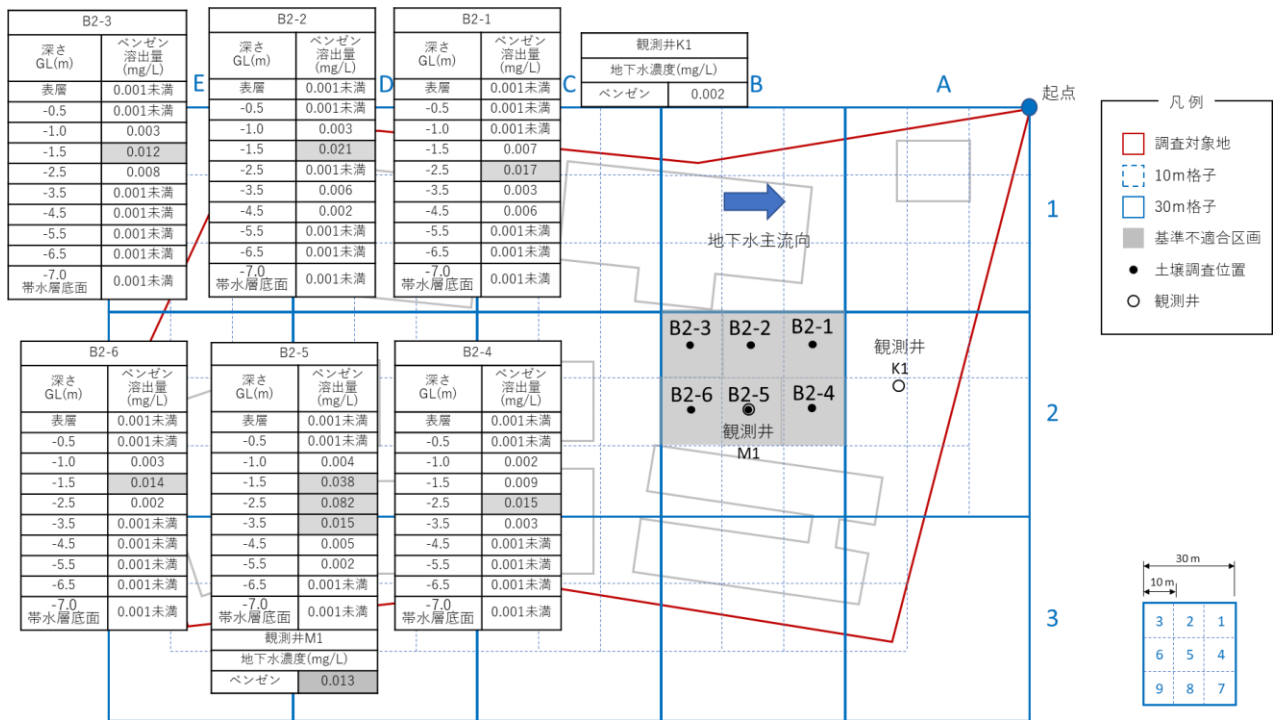 B2-3
深さ
GL(m)
ベンゼン
溶出量
(mg/L)
表層 0.001未満
-0.5 0.001未満
-1.0 0.003
-1.5 0.012
-2.5 0.008
-3.5 0.001未満
-4.5 0.001未満
-5.5 0.001未満
-6.5 0.001未満
-7.0
帯水層底面 0.001未満
B2-2
深さ
GL(m)
ベンゼン
溶出量
(mg/L)
表層 0.001未満
-0.5 0.001未満
-1.0 0.003
-1.5 0.021
-2.5 0.001未満
-3.5 0.006
-4.5 0.002
-5.5 0.001未満
-6.5 0.001未満
-7.0
帯水層底面 0.001未満
B2-1
深さ
GL(m)
ベンゼン
溶出量
(mg/L)
表層 0.001未満
-0.5 0.001未満
-1.0 0.001未満
-1.5 0.007
-2.5 0.017
-3.5 0.003
-4.5 0.006
-5.5 0.001未満
-6.5 0.001未満
-7.0
帯水層底面 0.001未満
観測井K1
地下水濃度(mg/L)
ベンゼン 0.002
E
D
C
B
A
起点
凡 例
調査対象地
10m格子
30m格子
基準不適合区画
土壌調査位置
観測井
1
地下水主流向
B2-3 B2-2 B2-1
観測井
K1
B2-6 B2-5 B2-4
観測井
M1
2
B2-6
深さ
GL(m)
ベンゼン
溶出量
(mg/L)
表層 0.001未満
-0.5 0.001未満
-1.0 0.003
-1.5 0.014
-2.5 0.002
-3.5 0.001未満
-4.5 0.001未満
-5.5 0.001未満
-6.5 0.001未満
-7.0
帯水層底面 0.001未満
B2-5
深さ
GL(m)
ベンゼン
溶出量
(mg/L)
表層 0.001未満
-0.5 0.001未満
-1.0 0.004
-1.5 0.038
-2.5 0.082
-3.5 0.015
-4.5 0.005
-5.5 0.002
-6.5 0.001未満
-7.0
帯水層底面 0.001未満
観測井M1
地下水濃度(mg/L)
ベンゼン 0.013
B2-4
深さ
GL(m)
ベンゼン
溶出量
(mg/L)
表層 0.001未満
-0.5 0.001未満
-1.0 0.002
-1.5 0.009
-2.5 0.015
-3.5 0.003
-4.5 0.001未満
-5.5 0.001未満
-6.5 0.001未満
-7.0
帯水層底面 0.001未満
3
30 m
10 m
3 2 1
6 5 4
9 8 7